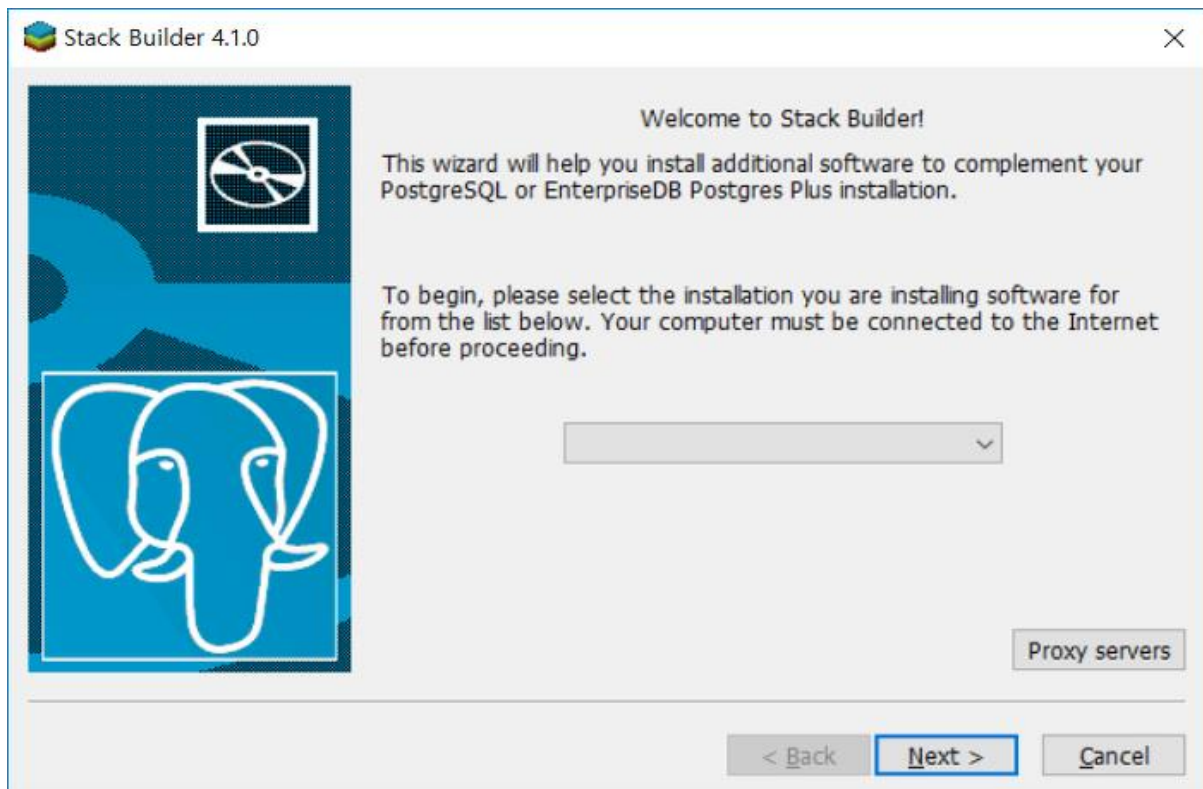 Stack Builder 4.1.0
Welcome to Stack Builder!
This wizard will help you install additional software to complement your
PostgreSQL or EnterpriseDB Postgres Plus installation.
To begin, please select the installation you are installing software for
from the list below. Your computer must be connected to the Internet
before proceeding.
Proxy servers
< Back
Next >
Cancel